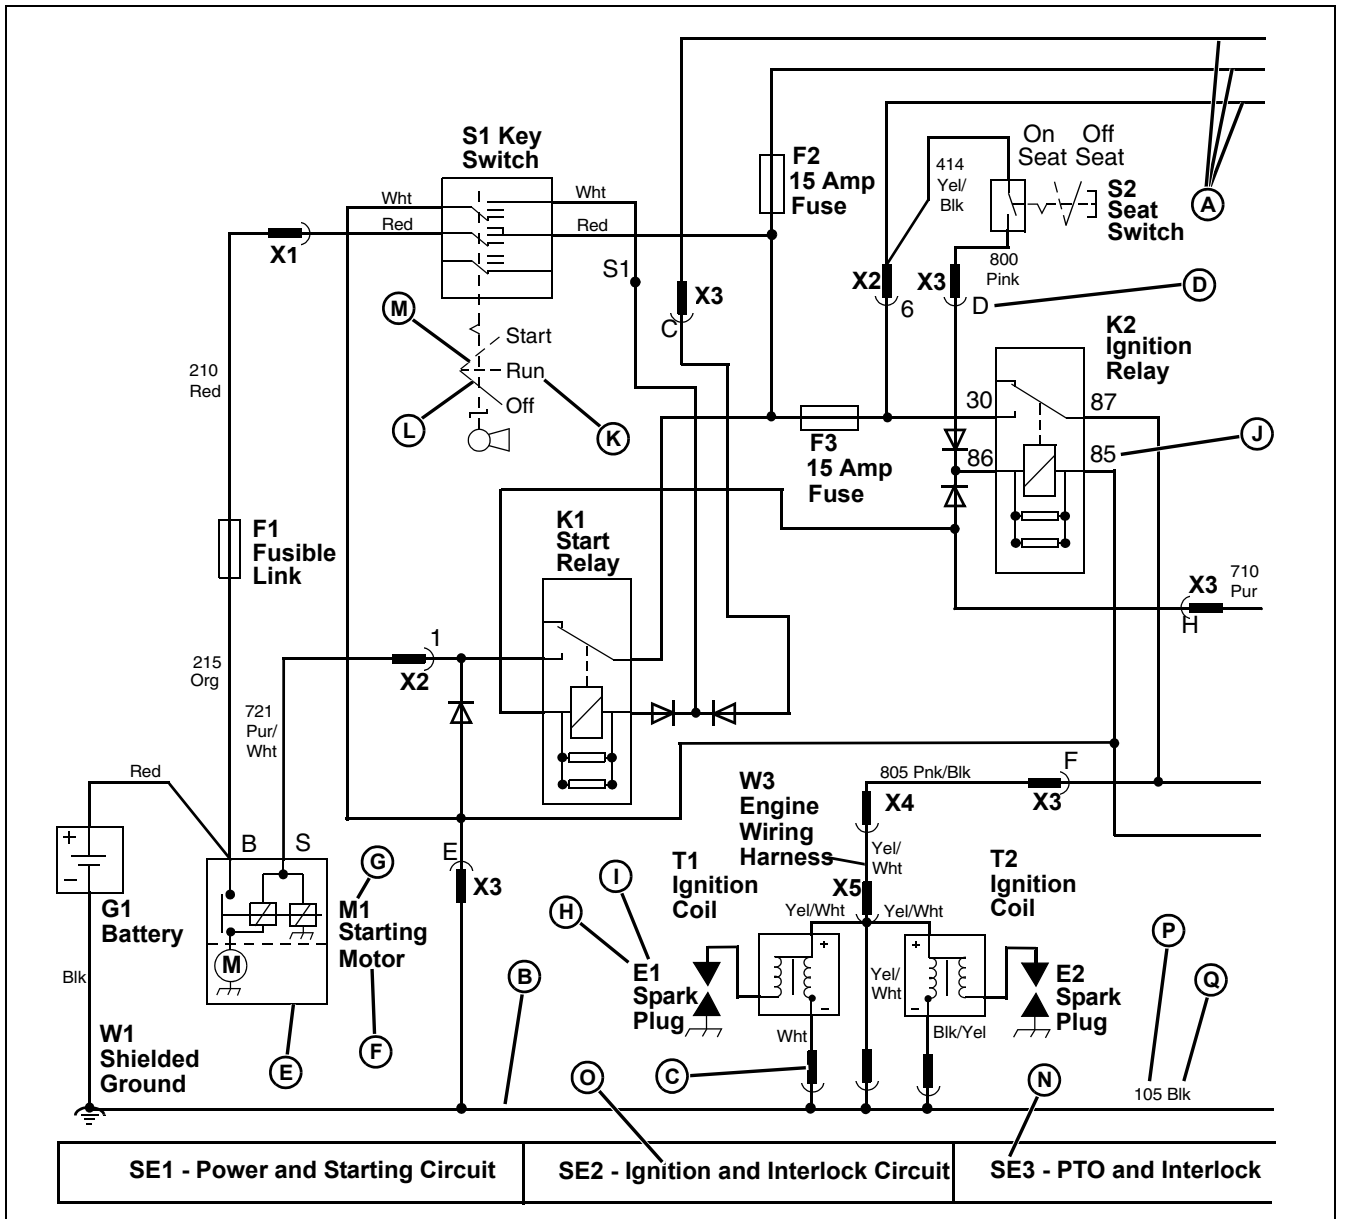 S1 Key
Switch
Wht
Wht
Red
Red
X1
S1
F2
15 Amp
Fuse
414
Yel/
Blk
On
Seat
Off
Seat
S2
Seat
Switch
A
800
Pink
X2
6
X3
D
D
X3
C
M
Start
Run
Off
L
K
210
Red
K2
Ignition
Relay
30
87
86
85
J
F3
15 Amp
Fuse
F1
Fusible
Link
K1
Start
Relay
X3
710
Pur
H
1
X2
215
Org
721
Pur/
Wht
Red
+
-
B
S
G1
Battery
M
M1
Starting
Motor
G
F
E
E
X3
W3
Engine
Wiring
Harness
805 Pnk/Blk
X4
F
X3
Yel/
Wht
X5
T1
Ignition
Coil
Yel/Wht
Yel/Wht
T2
Ignition
Coil
I
H
E1
Spark
Plug
+
-
Yel/
Wht
+
-
E2
Spark
Plug
Wht
Blk/Yel
B
C
O
N
P
Q
105 Blk
Blk
W1
Shielded
Ground
SE1 - Power and Starting Circuit
SE2 - Ignition and Interlock Circuit
SE3 - PTO and Interlock